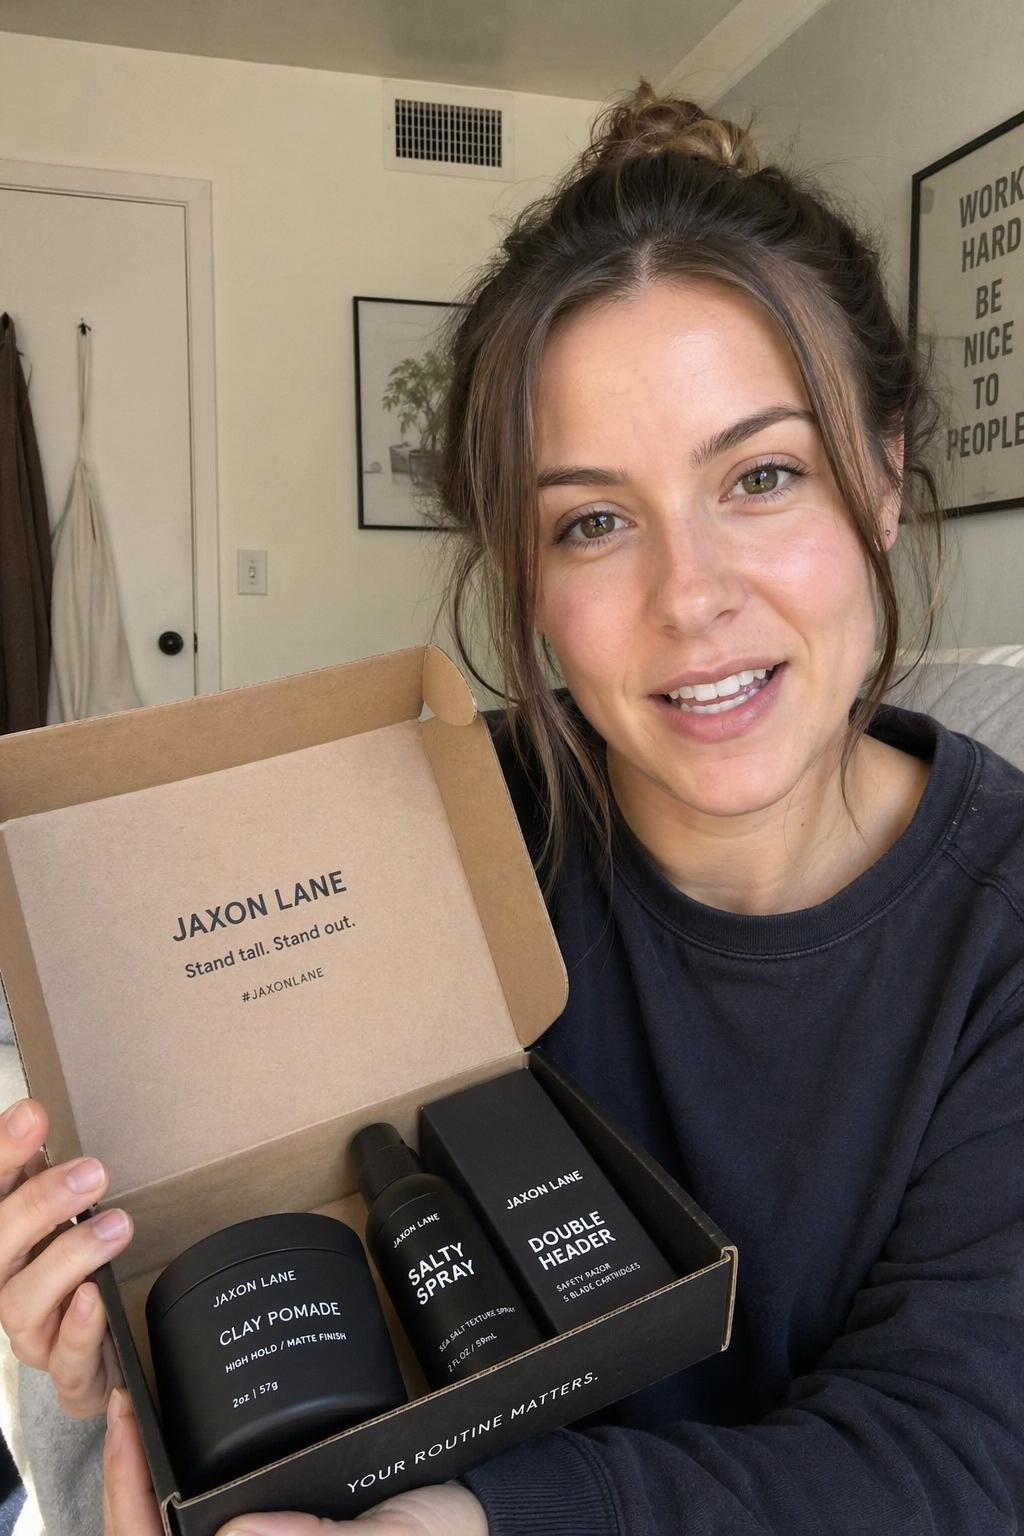 WORK
HARD
BE
NICE
TO
PEOPLE
JAXON LANE
Stand tall. Stand out.
#JAXONLANE
JAXON LANE
CLAY POMADE
HIGH HOLD / MATTE FINISH
2oz | 57g
JAXON LANE
SALTY
SPRAY
SEA SALT TEXTURE SPRAY
2 FL OZ / 59mL
JAXON LANE
DOUBLE
HEADER
SAFETY RAZOR
5 BLADE CARTRIDGES
YOUR ROUTINE MATTERS.